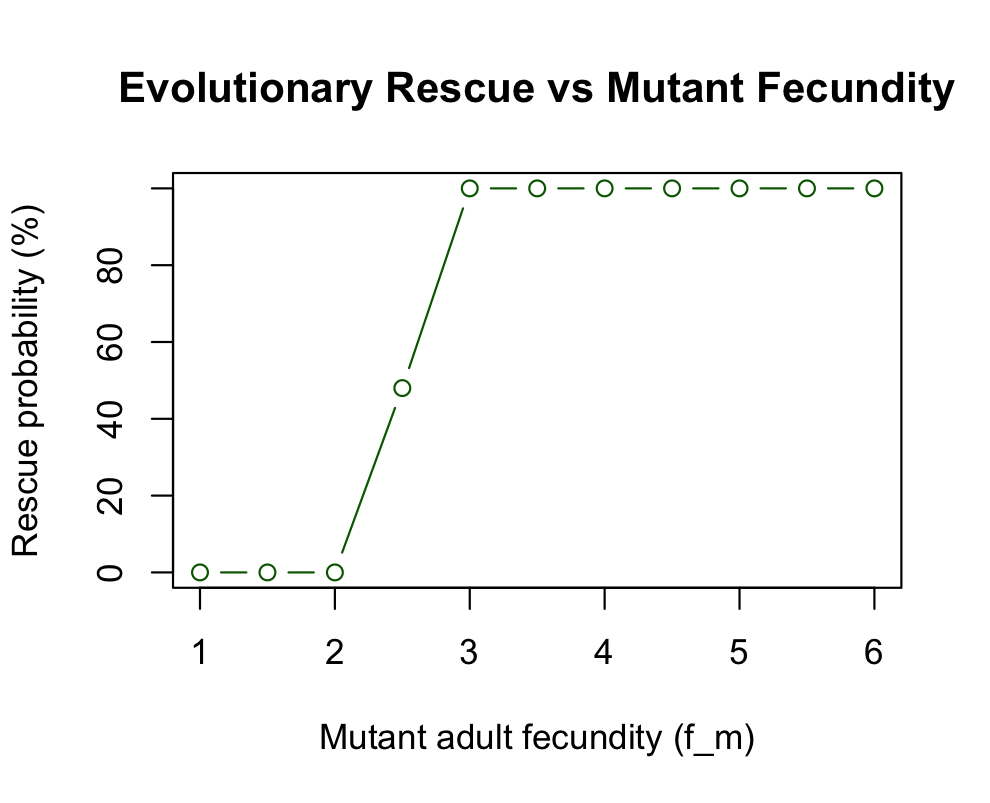 Evolutionary Rescue vs Mutant Fecundity
Rescue probability (%)
80
60
40
20
0
1 2 3 4 5 6
Mutant adult fecundity (f_m)